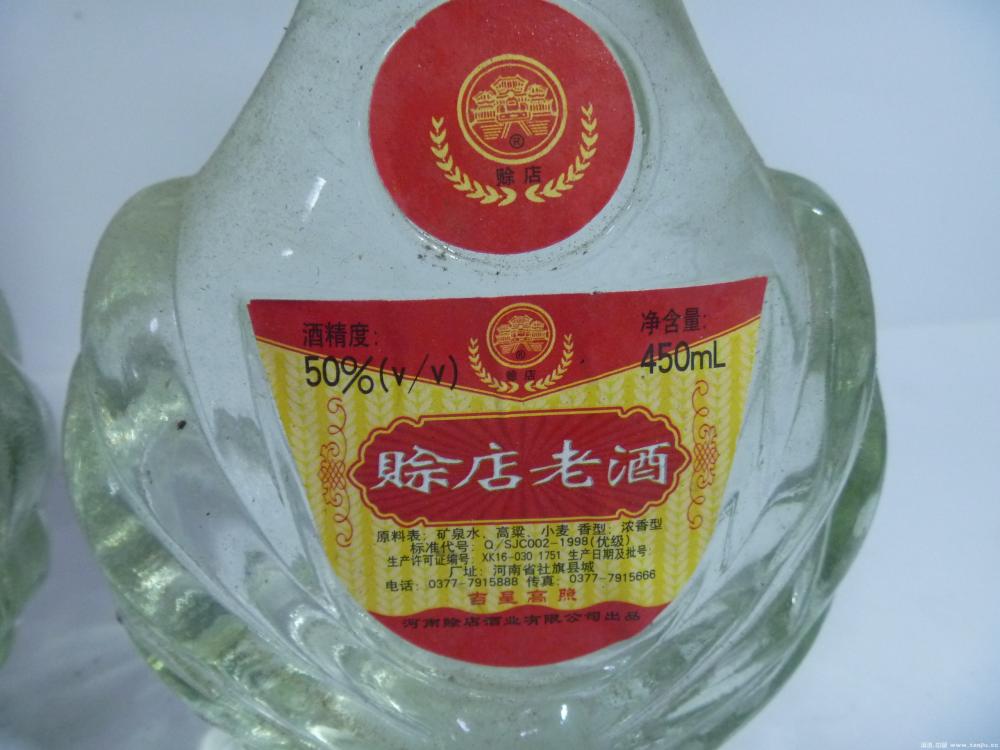 ®
赊店
酒精度:
50%(v/v)
净含量:
450mL
®
赊店
赊店老酒
原料表: 矿泉水、高粱、小麦 香型: 浓香型
标准代号: Q/SJC002-1998(优级)
生产许可证编号: XK16-030 1751 生产日期及批号:
厂址: 河南省社旗县城
电话: 0377-7915888 传真: 0377-7915666
吉星高照
河南赊店酒业有限公司出品